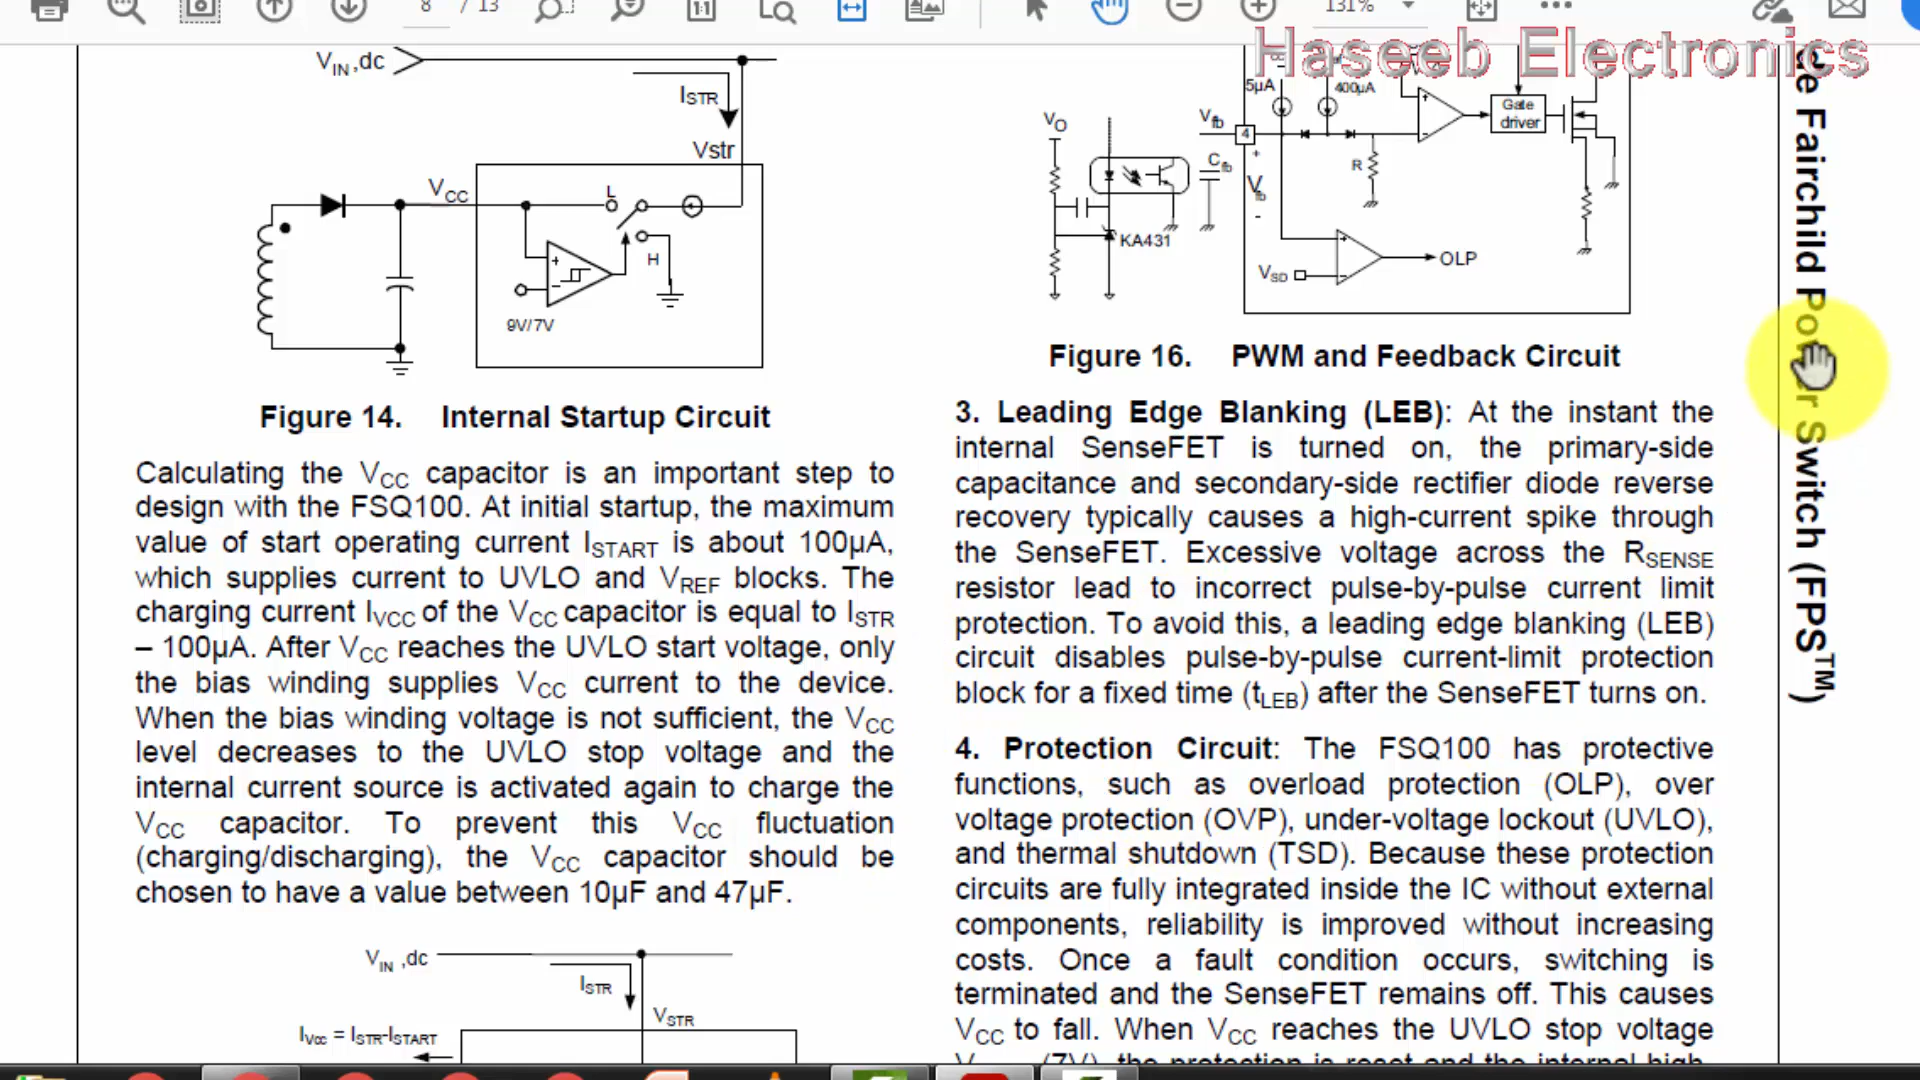 8 / 13
131%
Haseeb Electronics
VIN,dc
ISTR
Vstr
VCC
L
H
9V/7V
Figure 14. Internal Startup Circuit
Calculating the VCC capacitor is an important step to
design with the FSQ100. At initial startup, the maximum
value of start operating current ISTART is about 100µA,
which supplies current to UVLO and VREF blocks. The
charging current IVCC of the VCC capacitor is equal to ISTR
– 100µA. After VCC reaches the UVLO start voltage, only
the bias winding supplies VCC current to the device.
When the bias winding voltage is not sufficient, the VCC
level decreases to the UVLO stop voltage and the
internal current source is activated again to charge the
VCC capacitor. To prevent this VCC fluctuation
(charging/discharging), the VCC capacitor should be
chosen to have a value between 10µF and 47µF.
VIN ,dc
ISTR
VSTR
IVcc = ISTR-ISTART
5µA
400µA
VO
Vfb
4
Cfb
+
Vfb
-
R
Gate
driver
KA431
VSD
OLP
Figure 16. PWM and Feedback Circuit
3. Leading Edge Blanking (LEB): At the instant the
internal SenseFET is turned on, the primary-side
capacitance and secondary-side rectifier diode reverse
recovery typically causes a high-current spike through
the SenseFET. Excessive voltage across the RSENSE
resistor lead to incorrect pulse-by-pulse current limit
protection. To avoid this, a leading edge blanking (LEB)
circuit disables pulse-by-pulse current-limit protection
block for a fixed time (tLEB) after the SenseFET turns on.
4. Protection Circuit: The FSQ100 has protective
functions, such as overload protection (OLP), over
voltage protection (OVP), under-voltage lockout (UVLO),
and thermal shutdown (TSD). Because these protection
circuits are fully integrated inside the IC without external
components, reliability is improved without increasing
costs. Once a fault condition occurs, switching is
terminated and the SenseFET remains off. This causes
VCC to fall. When VCC reaches the UVLO stop voltage
(7V), the protection is reset and the internal high-
Fairchild Power Switch (FPS™)